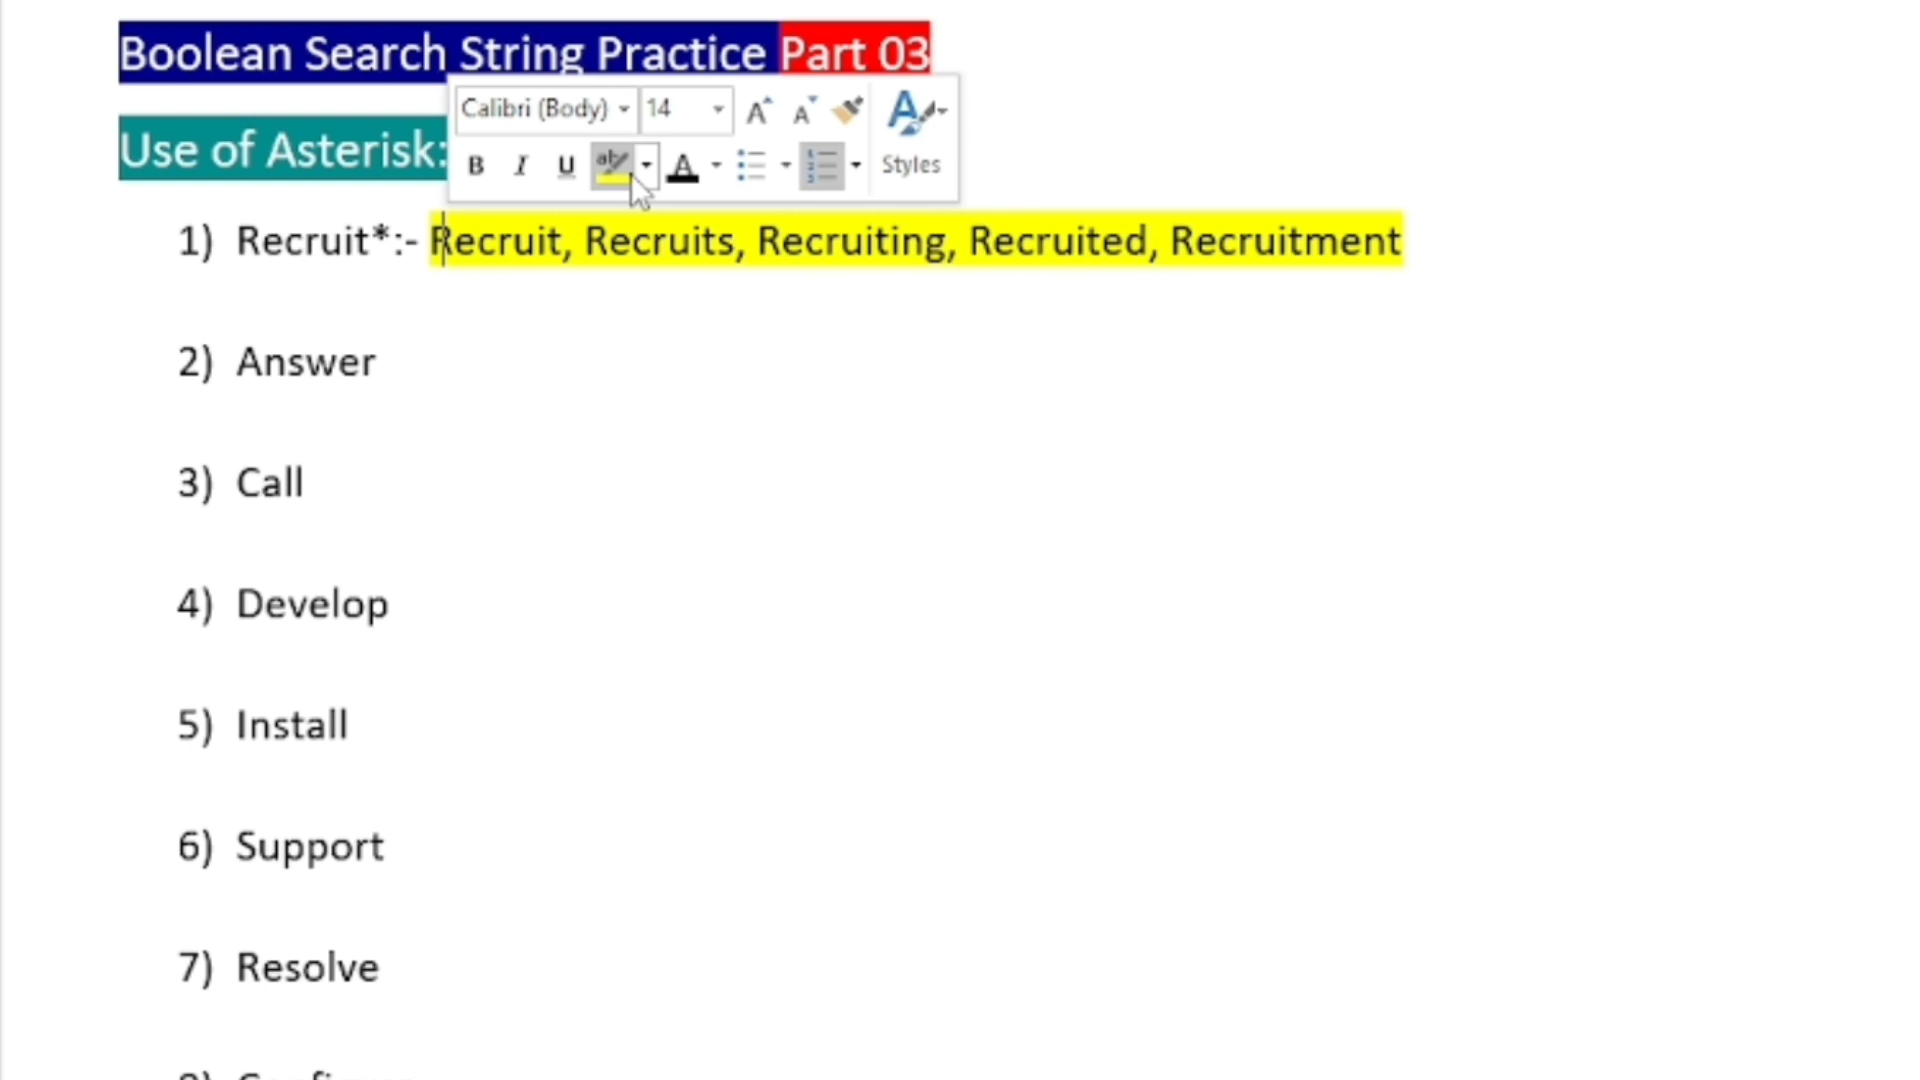 Boolean Search String Practice Part 03
Calibri (Body) 14
Use of Asterisk:
B I U A Styles
1) Recruit*:- Recruit, Recruits, Recruiting, Recruited, Recruitment
2) Answer
3) Call
4) Develop
5) Install
6) Support
7) Resolve